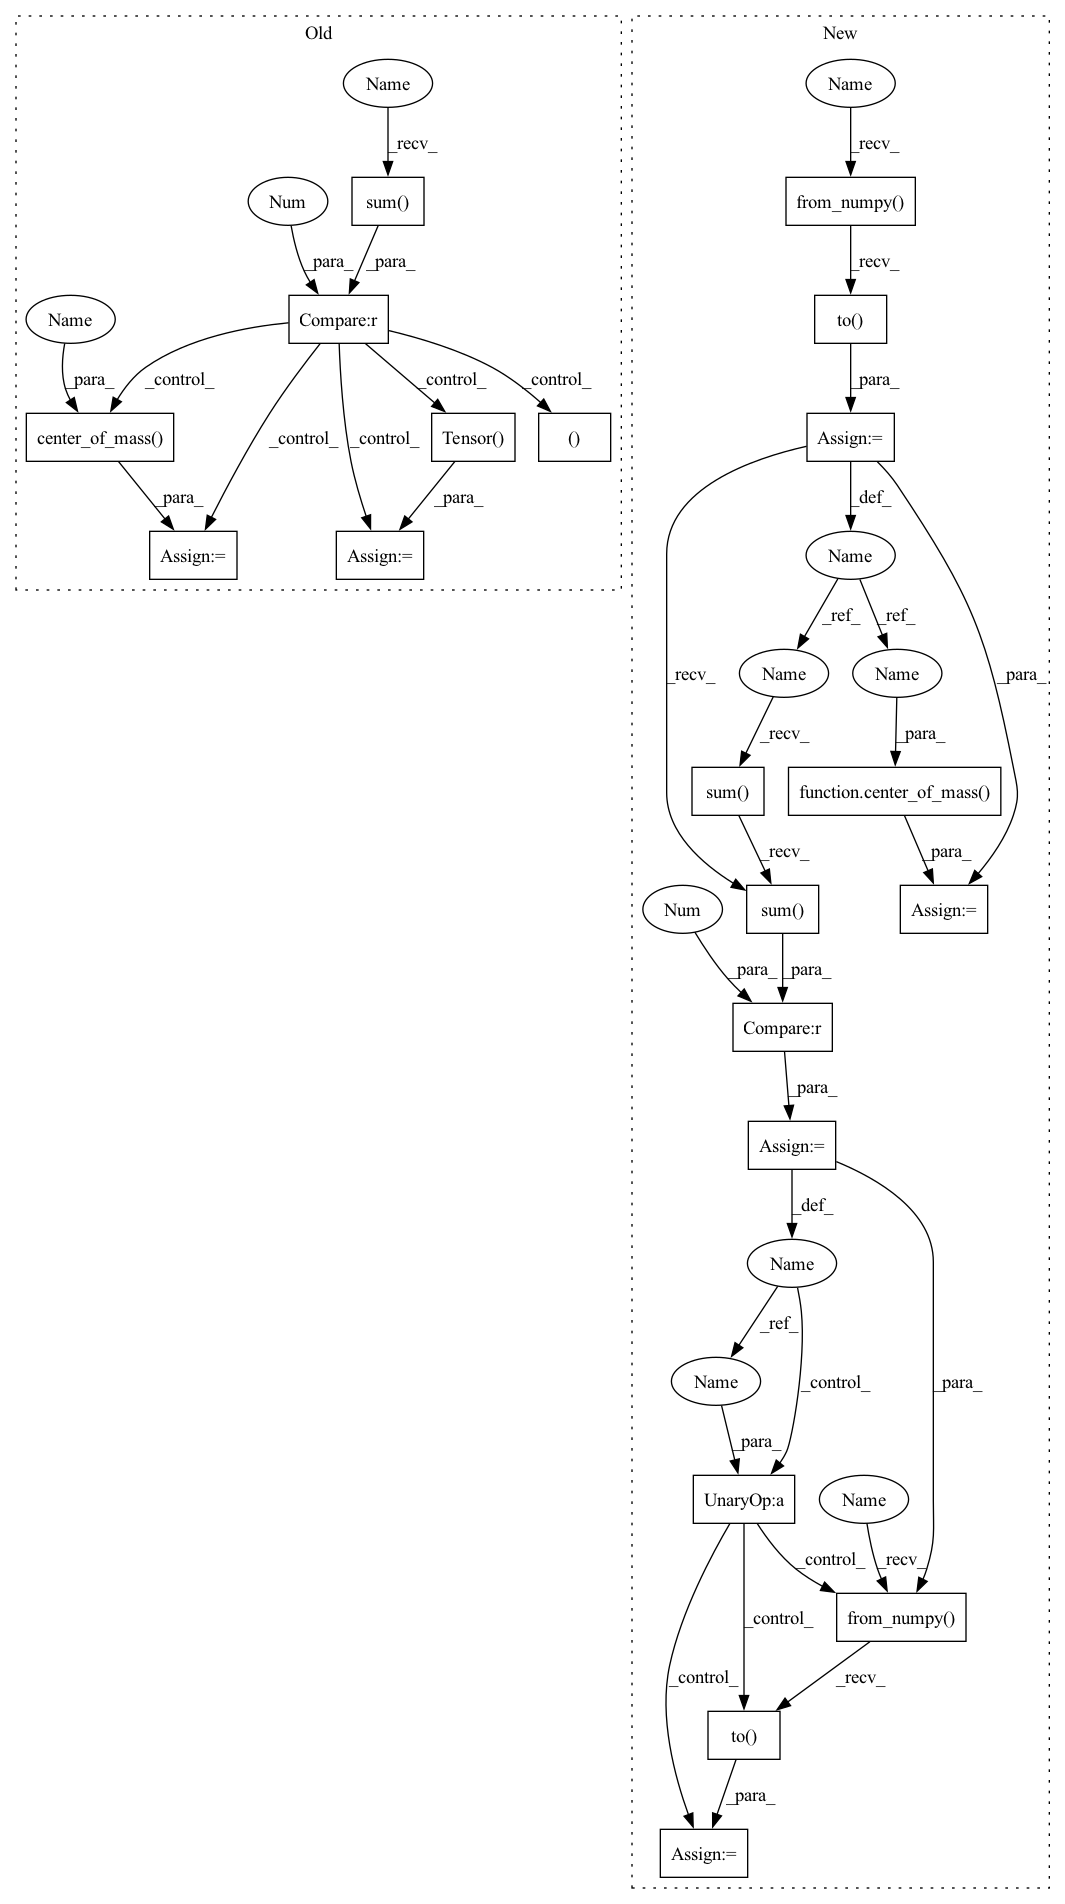 Old
New
Name
Name
_recv_
_recv_
Num
sum()
from_numpy()
_para_
_para_
_recv_
Name
Compare:r
to()
_para_
_control_
_control_
_control_
_para_
center_of_mass()
_control_
_control_
Tensor()
()
Assign:=
_para_
_para_
_def_
Assign:=
Assign:=
Name
_ref_
_ref_
_recv_
Name
Name
_para_
_recv_
_para_
sum()
function.center_of_mass()
_recv_
_para_
Num
sum()
Assign:=
_para_
_para_
Compare:r
_para_
Assign:=
_def_
Name
_ref_
Name
_control_
_para_
_para_
UnaryOp:a
Name
_control_
_recv_
_control_
from_numpy()
_control_
_recv_
to()
_para_
Assign:=